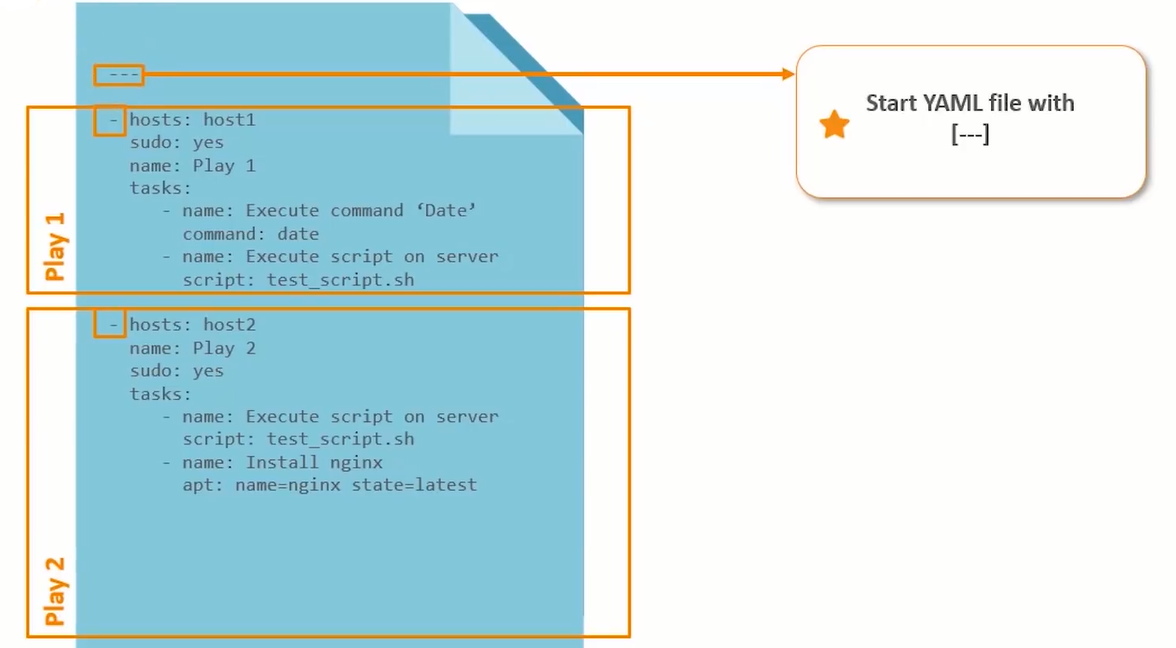 ---
Start YAML file with
[---]
Play 1
- hosts: host1
sudo: yes
name: Play 1
tasks:
- name: Execute command ‘Date’
command: date
- name: Execute script on server
script: test_script.sh
Play 2
- hosts: host2
name: Play 2
sudo: yes
tasks:
- name: Execute script on server
script: test_script.sh
- name: Install nginx
apt: name=nginx state=latest